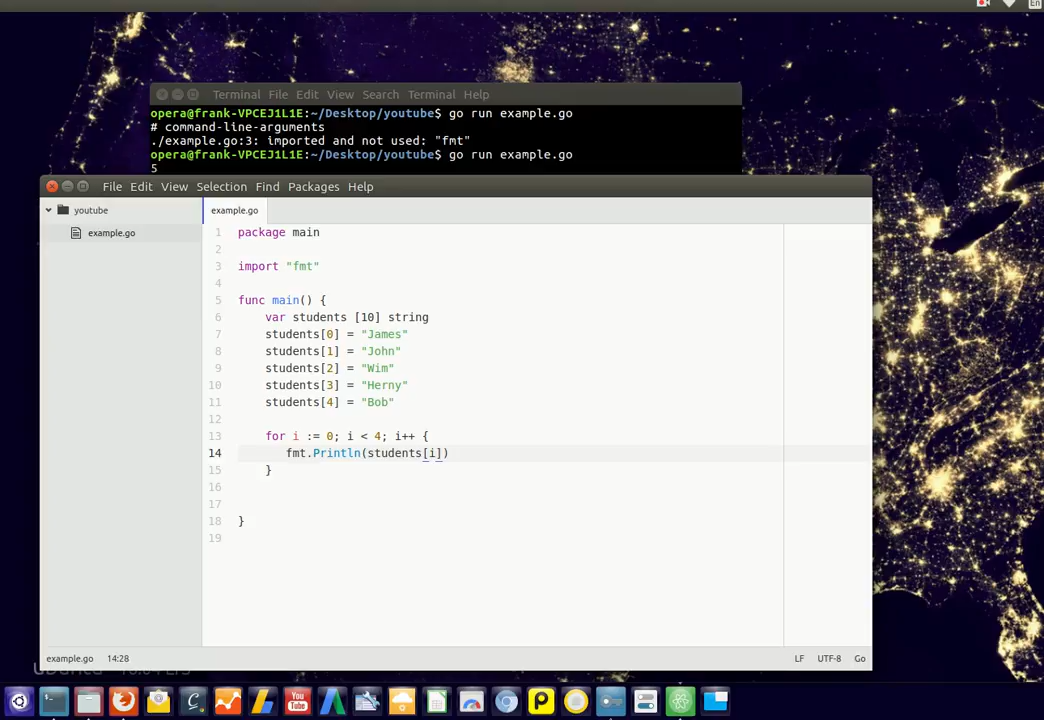 En
Terminal File Edit View Search Terminal Help
opera@frank-VPCEJ1L1E:~/Desktop/youtube$ go run example.go
# command-line-arguments
./example.go:3: imported and not used: "fmt"
opera@frank-VPCEJ1L1E:~/Desktop/youtube$ go run example.go
5
File Edit View Selection Find Packages Help
youtube
example.go
example.go
1 package main
2
3 import "fmt"
4
5 func main() {
6 var students [10] string
7 students[0] = "James"
8 students[1] = "John"
9 students[2] = "Wim"
10 students[3] = "Herny"
11 students[4] = "Bob"
12
13 for i := 0; i < 4; i++ {
14 fmt.Println(students[i])
15 }
16
17
18 }
19
example.go 14:28
LF UTF-8 Go
You
Tube